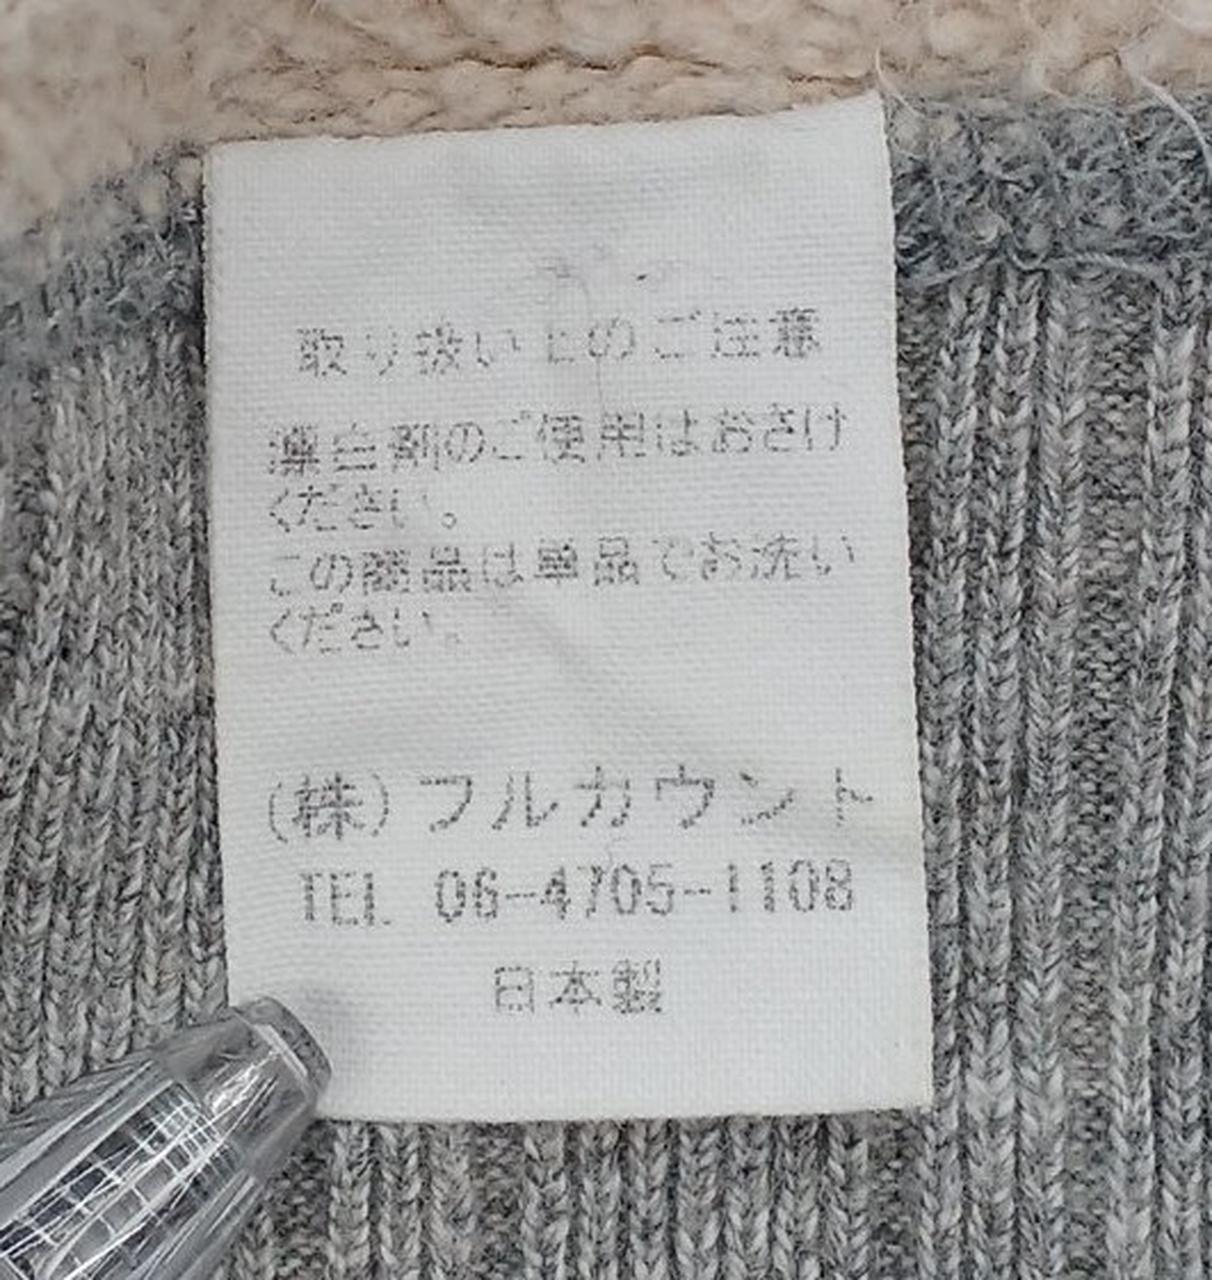 取り扱い上のご注意
漂白剤のご使用はおさけ
ください。
この商品は単品でお洗い
ください。
(株)フルカウント
TEL 06-4705-1108
日本製